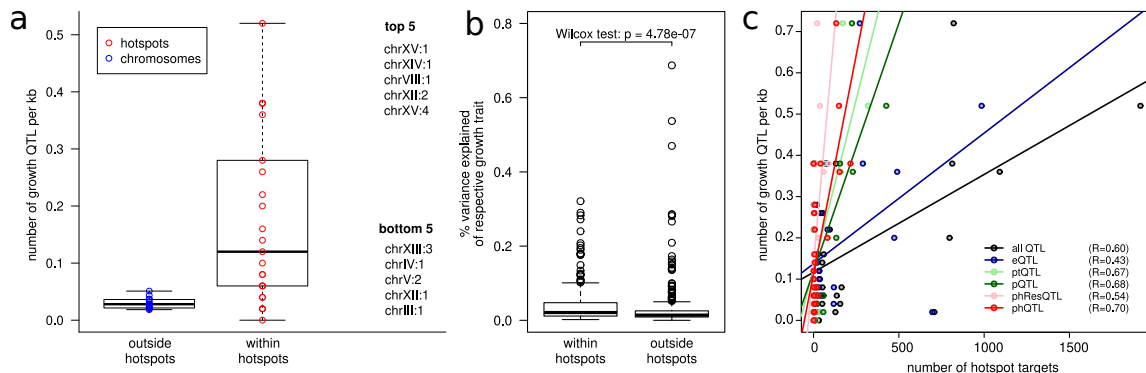 a
number of growth QTL per kb
0.5
0.4
0.3
0.2
0.1
0.0
hotspots
chromosomes
outside
hotspots
within
hotspots
top 5
chrXV:1
chrXIV:1
chrVIII:1
chrXII:2
chrXV:4
bottom 5
chrXIII:3
chrIV:1
chrV:2
chrXII:1
chrIII:1
b
% variance explained
of respective growth trait
0.8
0.6
0.4
0.2
0.0
Wilcox test: p = 4.78e-07
within
hotspots
outside
hotspots
c
number of growth QTL per kb
0.7
0.6
0.5
0.4
0.3
0.2
0.1
0.0
all QTL (R=0.60)
eQTL (R=0.43)
ptQTL (R=0.67)
pQTL (R=0.68)
phResQTL (R=0.54)
phQTL (R=0.70)
0 500 1000 1500
number of hotspot targets